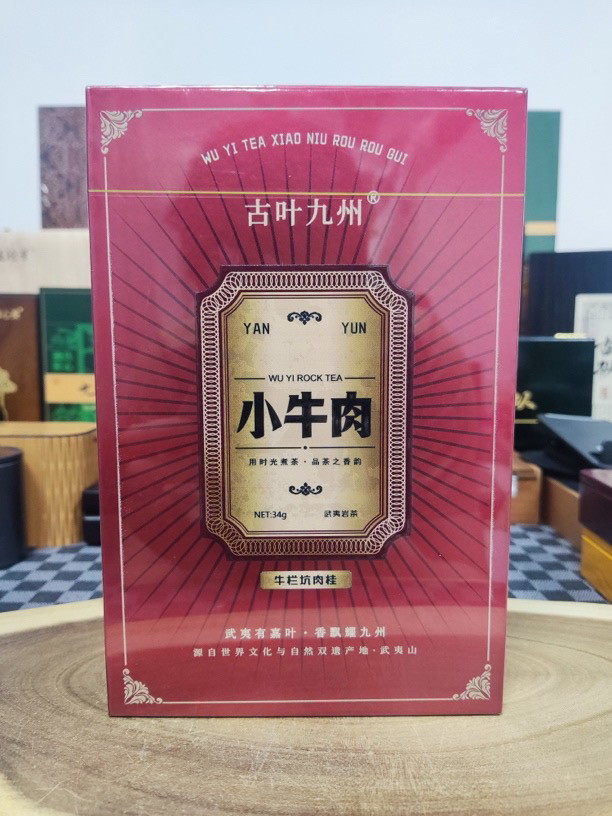 WU YI TEA XIAO NIU ROU ROU GUI
古叶九州®
YAN YUN
WU YI ROCK TEA
小牛肉
用时光煮茶·品茶之香韵
NET:34g 武夷岩茶
牛栏坑肉桂
武夷有嘉叶·香飘耀九州
源自世界文化与自然双遗产地·武夷山